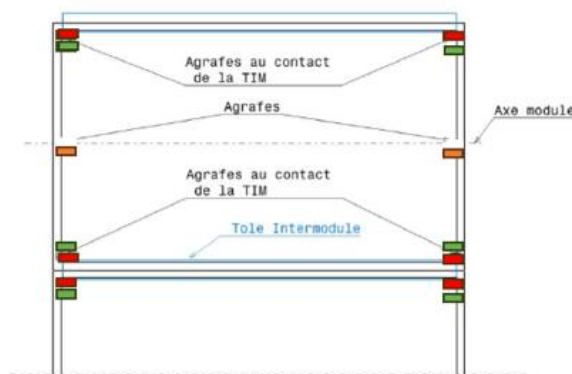 Agrafes au contact
de la TIM
Agrafes
Axe module
Agrafes au contact
de la TIM
Tole Intermodule